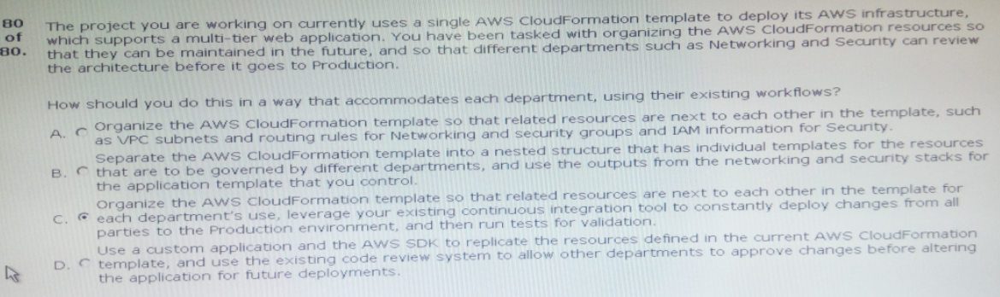 80 The project you are working on currently uses a single AWS CloudFormation template to deploy its AWS infrastructure,
of which supports a multi-tier web application. You have been tasked with organizing the AWS CloudFormation resources so
80. that they can be maintained in the future, and so that different departments such as Networking and Security can review
the architecture before it goes to Production.
How should you do this in a way that accommodates each department, using their existing workflows?
A. Organize the AWS CloudFormation template so that related resources are next to each other in the template, such
as VPC subnets and routing rules for Networking and security groups and IAM information for Security.
Separate the AWS CloudFormation template into a nested structure that has individual templates for the resources
B. that are to be governed by different departments, and use the outputs from the networking and security stacks for
the application template that you control.
Organize the AWS CloudFormation template so that related resources are next to each other in the template for
C. each department's use, leverage your existing continuous integration tool to constantly deploy changes from all
parties to the Production environment, and then run tests for validation.
Use a custom application and the AWS SDK to replicate the resources defined in the current AWS CloudFormation
D. template, and use the existing code review system to allow other departments to approve changes before altering
the application for future deployments.